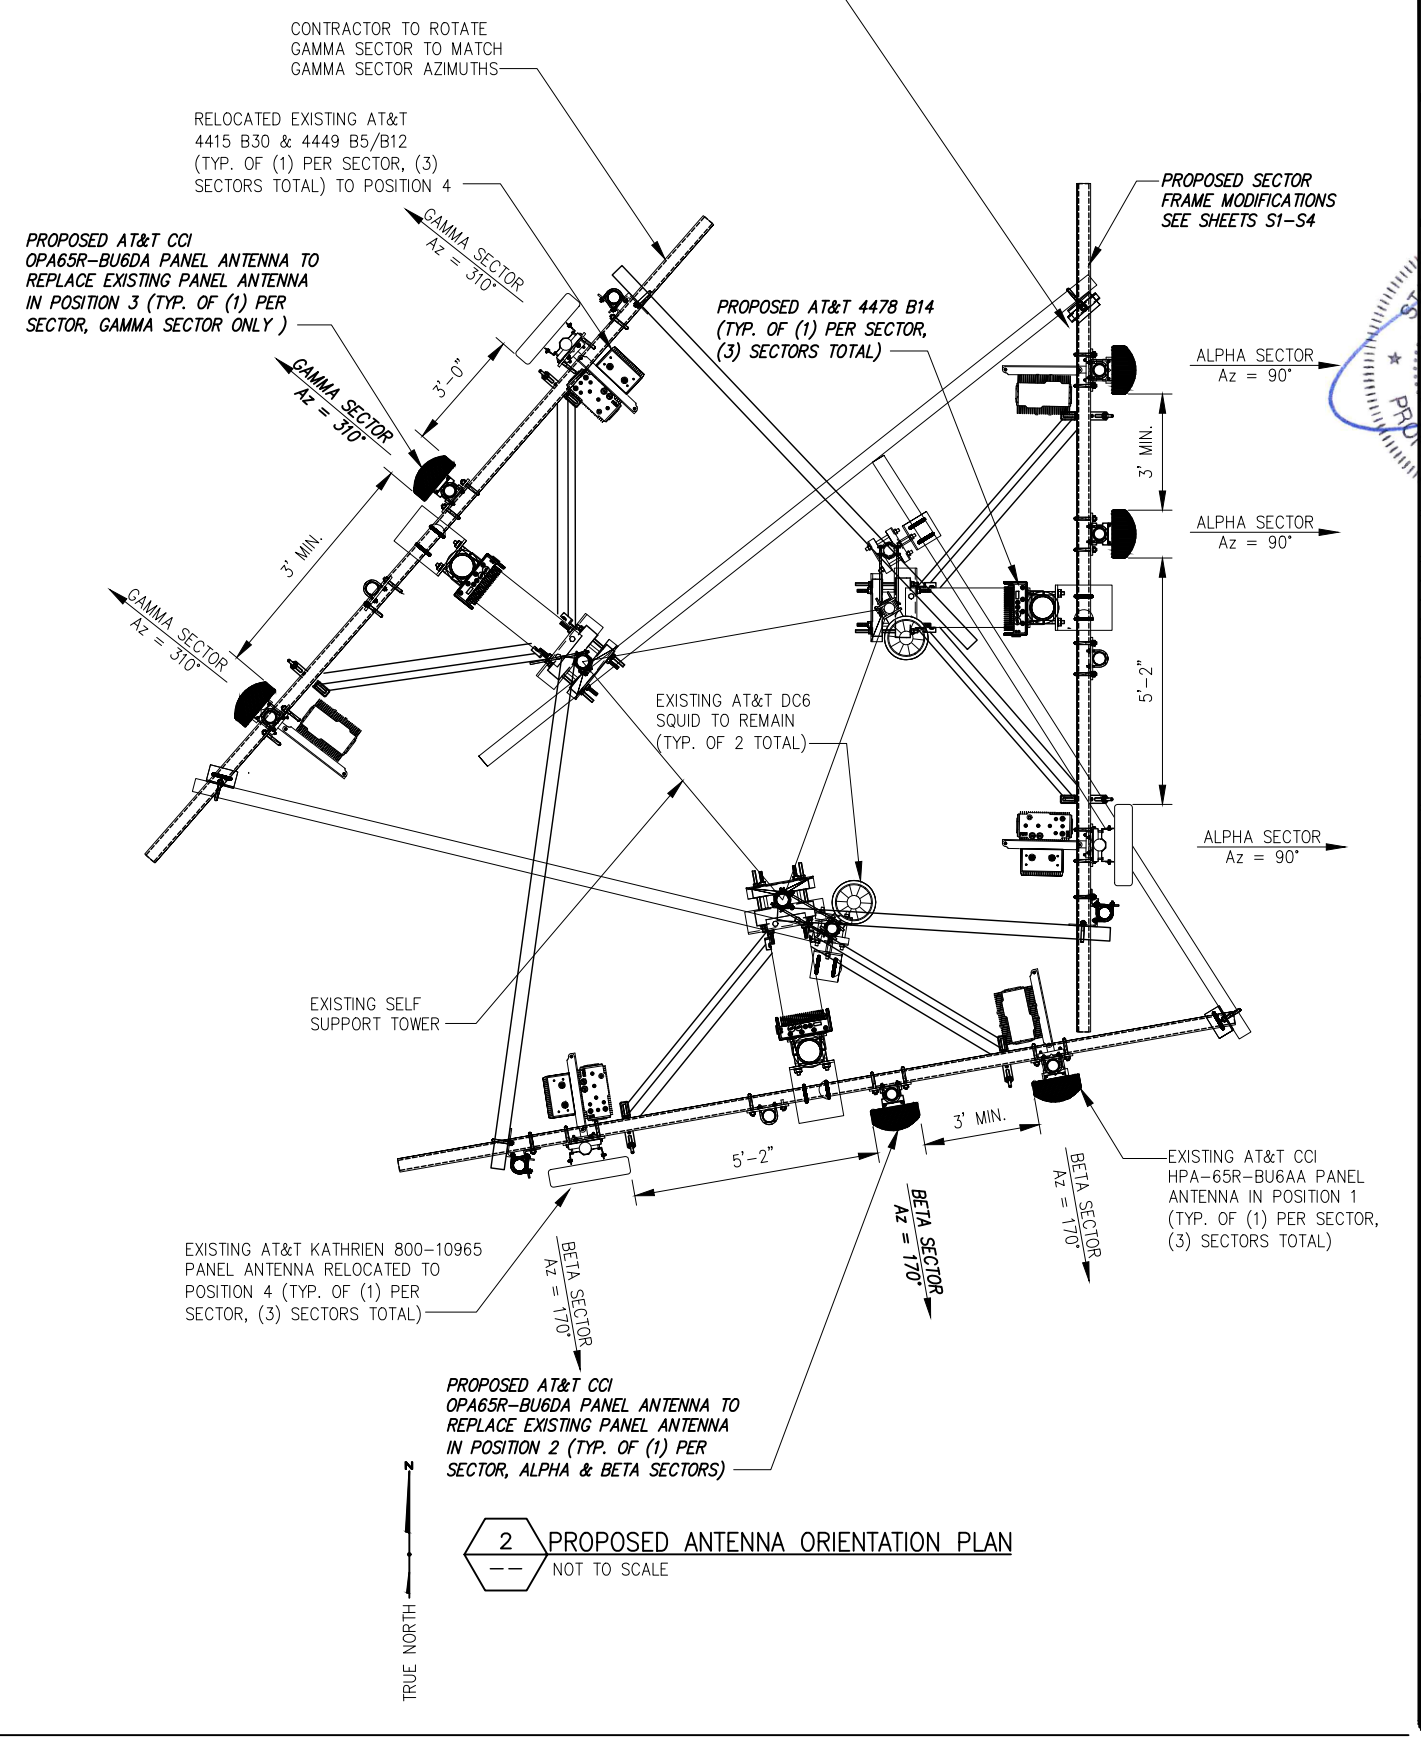 CONTRACTOR TO ROTATE
GAMMA SECTOR TO MATCH
GAMMA SECTOR AZIMUTHS
RELOCATED EXISTING AT&T
4415 B30 & 4449 B5/B12
(TYP. OF (1) PER SECTOR, (3)
SECTORS TOTAL) TO POSITION 4
PROPOSED SECTOR
FRAME MODIFICATIONS
SEE SHEETS S1-S4
GAMMA SECTOR
Az = 310°
PROPOSED AT&T CCI
OPA65R-BU6DA PANEL ANTENNA TO
REPLACE EXISTING PANEL ANTENNA
IN POSITION 3 (TYP. OF (1) PER
SECTOR, GAMMA SECTOR ONLY )
PROPOSED AT&T 4478 B14
(TYP. OF (1) PER SECTOR,
(3) SECTORS TOTAL)
ALPHA SECTOR
Az = 90°
3'-0"
GAMMA SECTOR
Az = 310°
3' MIN.
3' MIN.
ALPHA SECTOR
Az = 90°
GAMMA SECTOR
Az = 310°
EXISTING AT&T DC6
SQUID TO REMAIN
(TYP. OF 2 TOTAL)
5'-2"
ALPHA SECTOR
Az = 90°
EXISTING SELF
SUPPORT TOWER
3' MIN.
5'-2"
EXISTING AT&T CCI
HPA-65R-BU6AA PANEL
ANTENNA IN POSITION 1
(TYP. OF (1) PER SECTOR,
(3) SECTORS TOTAL)
BETA SECTOR
Az = 170°
BETA SECTOR
Az = 170°
EXISTING AT&T KATHRIEN 800-10965
PANEL ANTENNA RELOCATED TO
POSITION 4 (TYP. OF (1) PER
SECTOR, (3) SECTORS TOTAL)
BETA SECTOR
Az = 170°
PROPOSED AT&T CCI
OPA65R-BU6DA PANEL ANTENNA TO
REPLACE EXISTING PANEL ANTENNA
IN POSITION 2 (TYP. OF (1) PER
SECTOR, ALPHA & BETA SECTORS)
N
TRUE NORTH
2
--
PROPOSED ANTENNA ORIENTATION PLAN
NOT TO SCALE